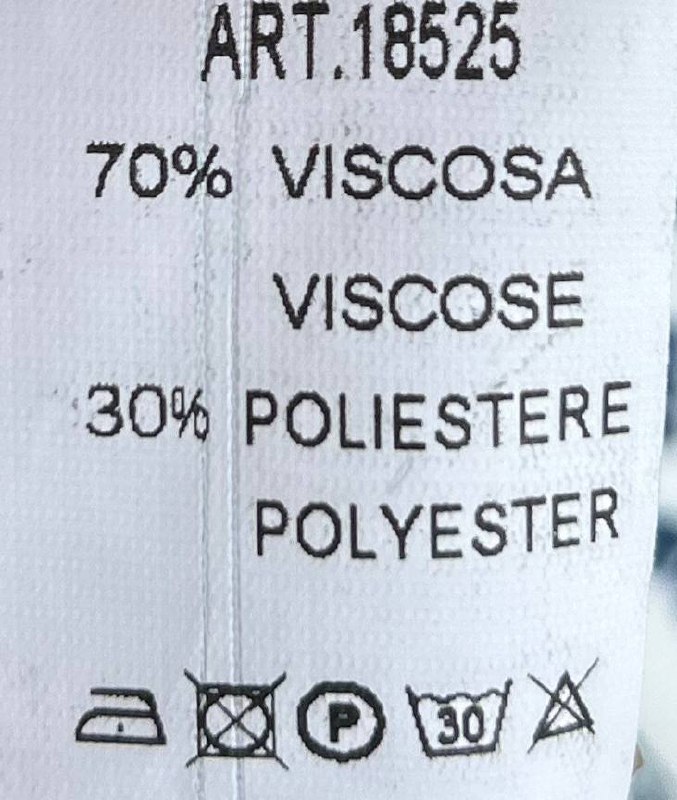 ART.18525
70% VISCOSA
VISCOSE
30% POLIESTERE
POLYESTER
P 30